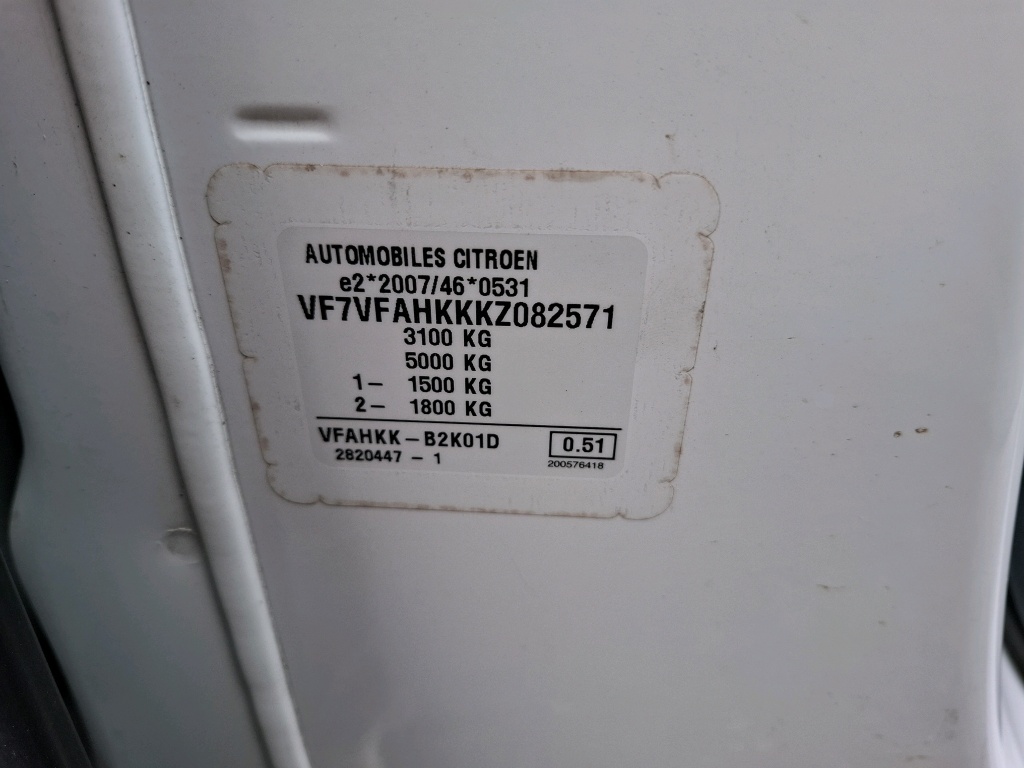 AUTOMOBILES CITROEN
e2*2007/46*0531
VF7VFAHKKKZ082571
3100 KG
5000 KG
1- 1500 KG
2- 1800 KG
VFAHKK-B2K01D 0.51
2820447-1 200576418